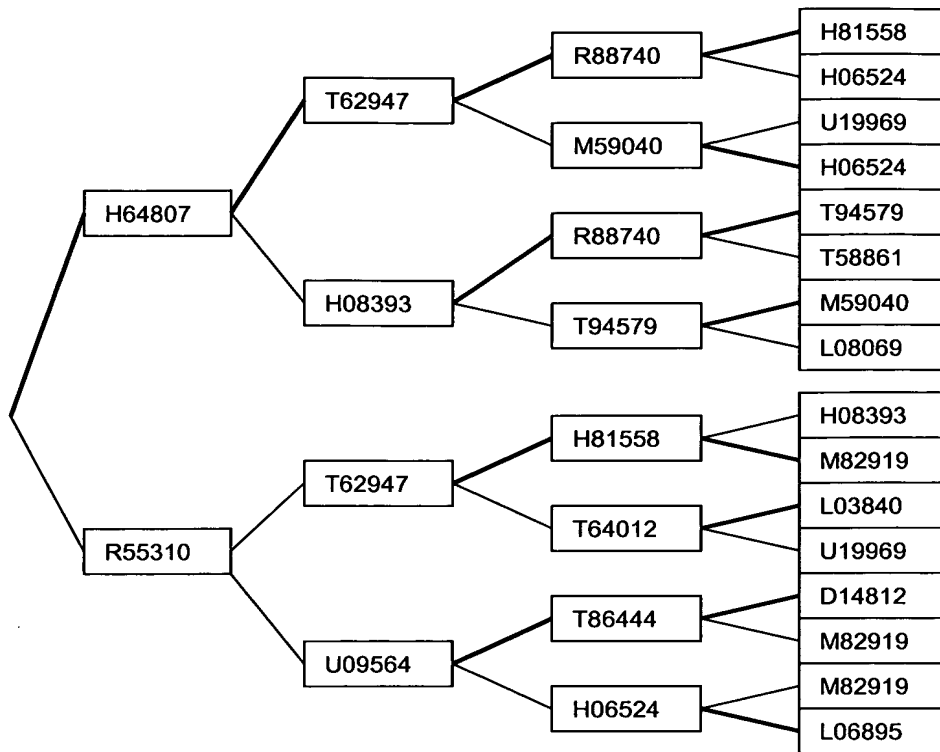 H81558
R88740
H06524
T62947
U19969
M59040
H06524
H64807
T94579
R88740
T58861
H08393
M59040
T94579
L08069
H08393
H81558
M82919
T62947
L03840
T64012
R55310
U19969
D14812
T86444
M82919
U09564
M82919
H06524
L06895